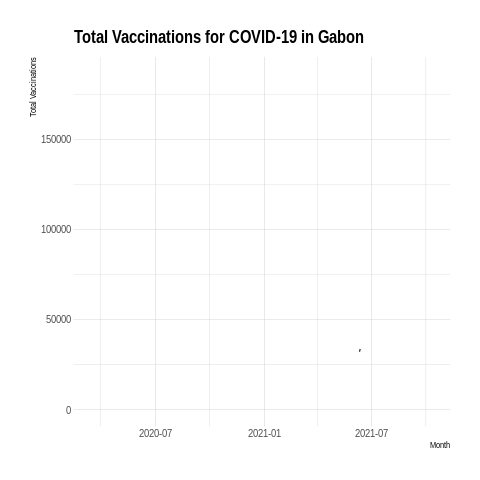 Total Vaccinations for COVID-19 in Gabon
Total Vaccinations
150000
100000
50000
0
2020-07 2021-01 2021-07
Month